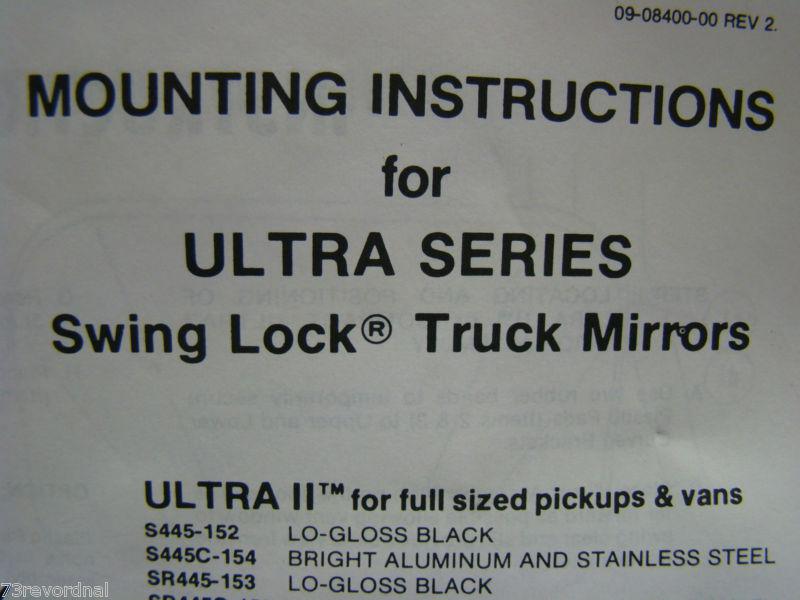 09-08400-00 REV 2.
MOUNTING INSTRUCTIONS
for
ULTRA SERIES
Swing Lock® Truck Mirrors
ULTRA II™ for full sized pickups & vans
S445-152 LO-GLOSS BLACK
S445C-154 BRIGHT ALUMINUM AND STAINLESS STEEL
SR445-153 LO-GLOSS BLACK
73revordnal